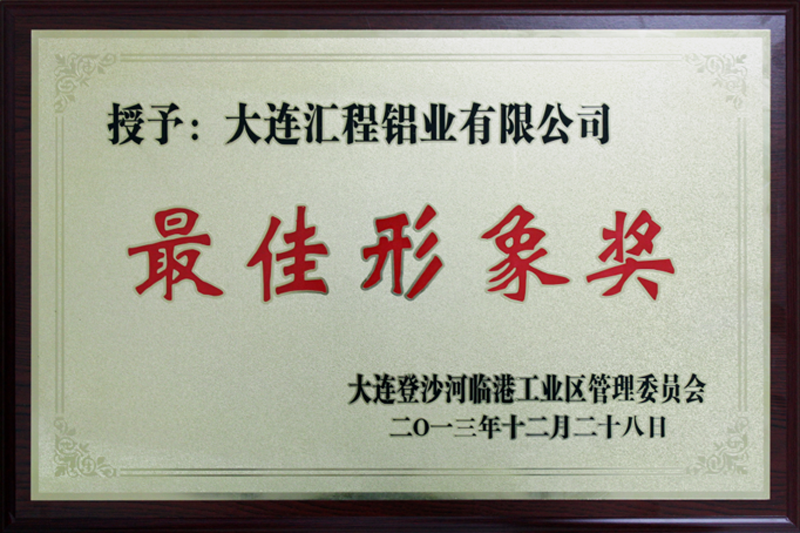 授予：大连汇程铝业有限公司
最佳形象奖
大连登沙河临港工业区管理委员会
二O一三年十二月二十八日